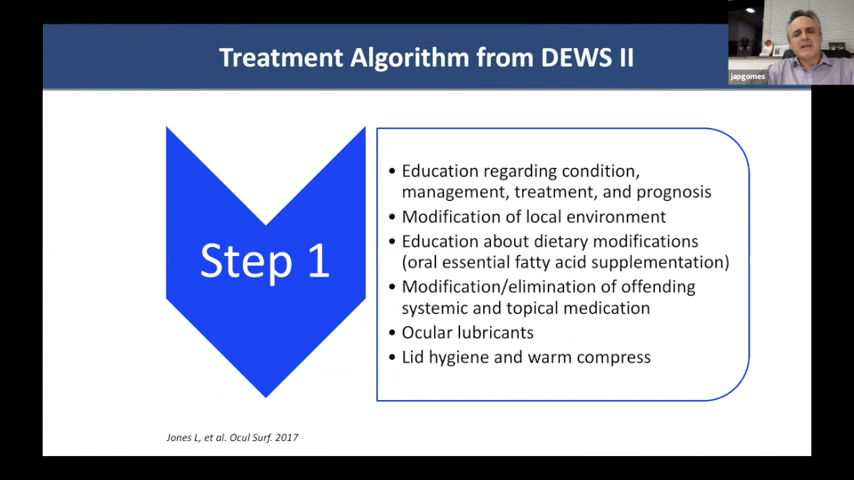 Treatment Algorithm from DEWS II
japgomes
Step 1
• Education regarding condition,
management, treatment, and prognosis
• Modification of local environment
• Education about dietary modifications
(oral essential fatty acid supplementation)
• Modification/elimination of offending
systemic and topical medication
• Ocular lubricants
• Lid hygiene and warm compress
Jones L, et al. Ocul Surf. 2017